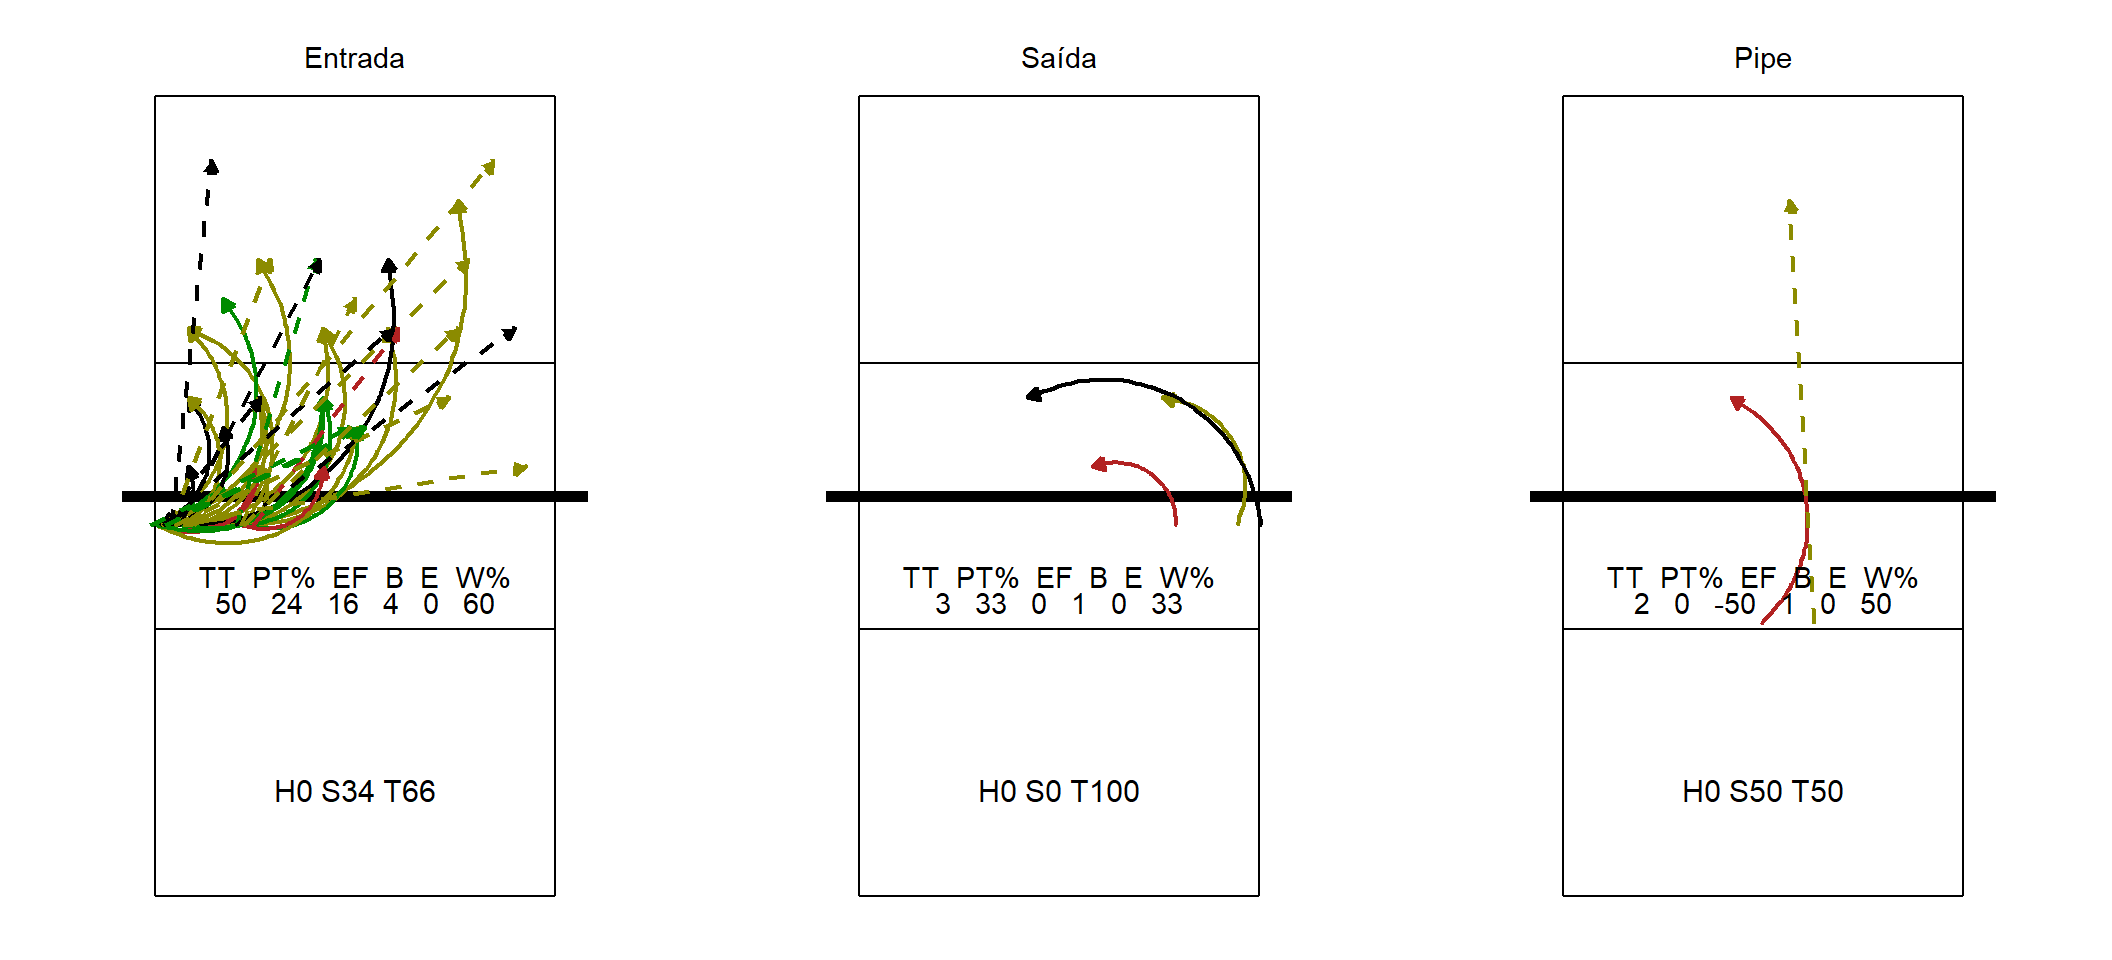 Entrada
TT PT% EF B E W%
50 24 16 4 0 60
H0 S34 T66
Saída
TT PT% EF B E W%
3 33 0 1 0 33
H0 S0 T100
Pipe
TT PT% EF B E W%
2 0 -50 1 0 50
H0 S50 T50